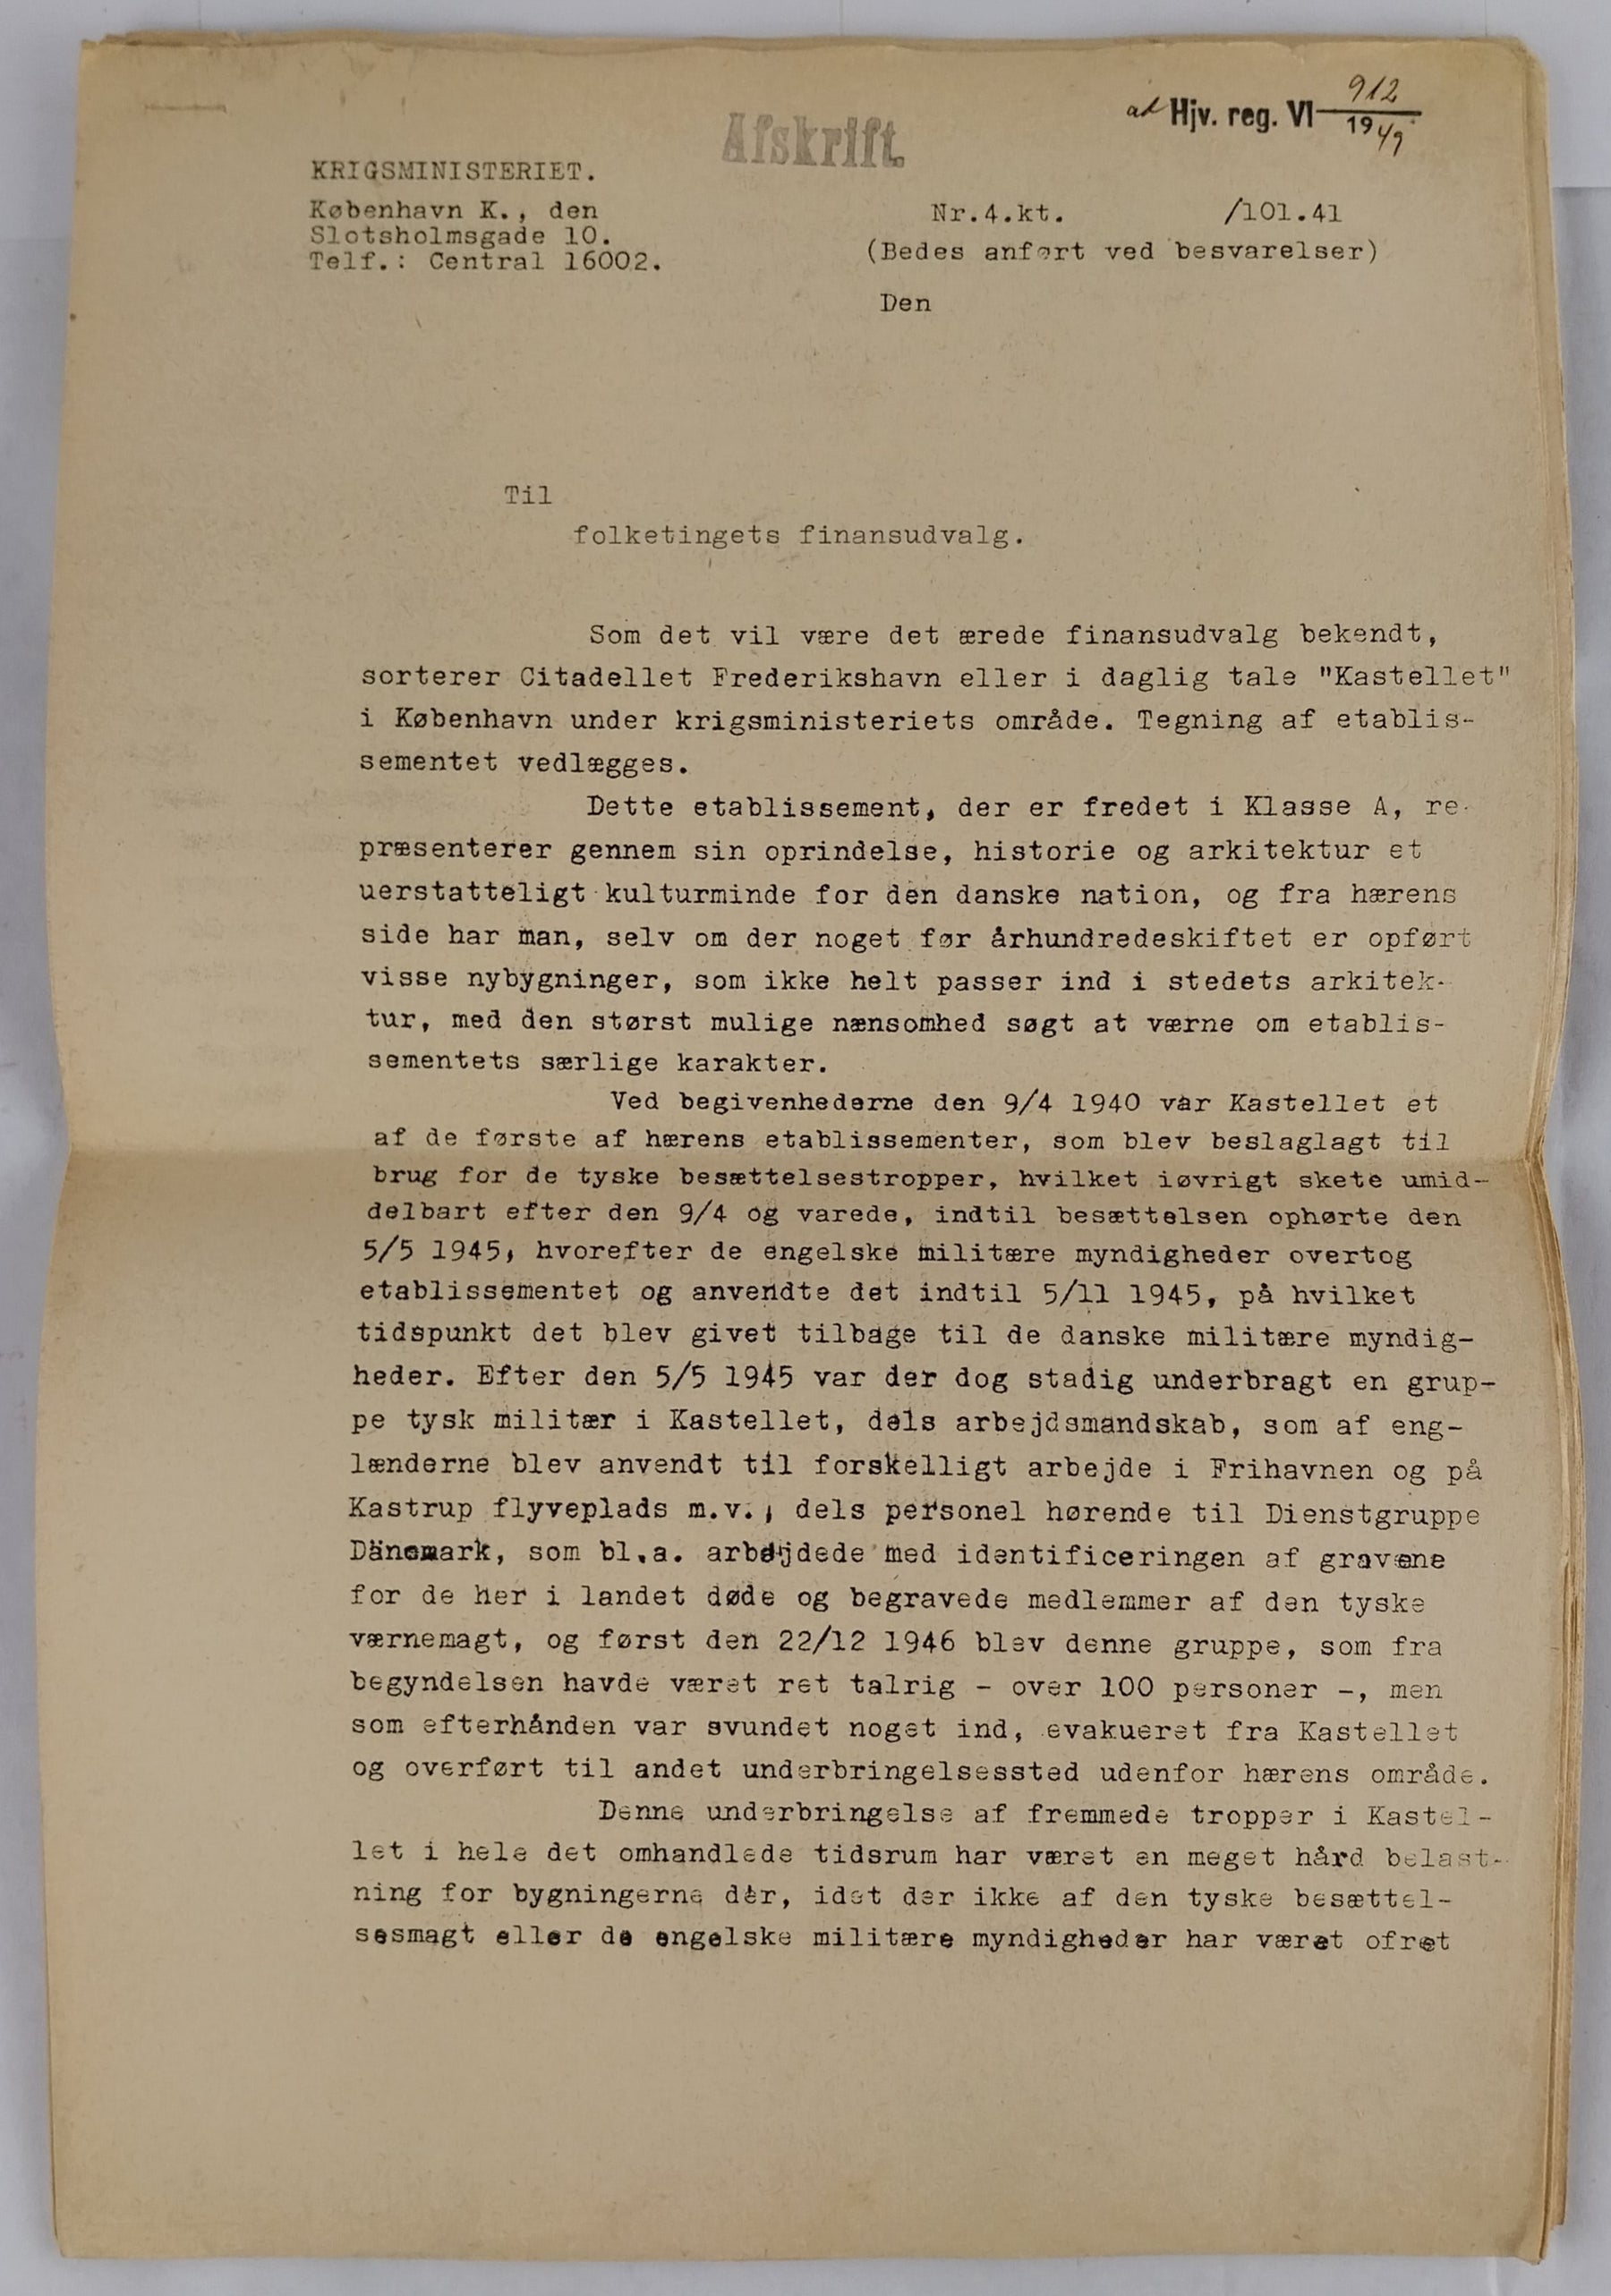 ad Hjv. reg. VI 912/1949
Afskrift.
KRIGSMINISTERIET.
København K., den
Slotsholmsgade 10.
Telf.: Central 16002.
Nr.4.kt. /101.41
(Bedes anført ved besvarelser)
Den
Til
folketingets finansudvalg.
Som det vil være det ærede finansudvalg bekendt,
sorterer Citadellet Frederikshavn eller i daglig tale "Kastellet"
i København under krigsministeriets område. Tegning af etablis-
sementet vedlægges.
Dette etablissement, der er fredet i Klasse A, re-
præsenterer gennem sin oprindelse, historie og arkitektur et
uerstatteligt kulturminde for den danske nation, og fra hærens
side har man, selv om der noget før århundredeskiftet er opført
visse nybygninger, som ikke helt passer ind i stedets arkitek-
tur, med den størst mulige nænsomhed søgt at værne om etablis-
sementets særlige karakter.
Ved begivenhederne den 9/4 1940 var Kastellet et
af de første af hærens etablissementer, som blev beslaglagt til
brug for de tyske besættelsestropper, hvilket iøvrigt skete umid-
delbart efter den 9/4 og varede, indtil besættelsen ophørte den
5/5 1945, hvorefter de engelske militære myndigheder overtog
etablissementet og anvendte det indtil 5/11 1945, på hvilket
tidspunkt det blev givet tilbage til de danske militære myndig-
heder. Efter den 5/5 1945 var der dog stadig underbragt en grup-
pe tysk militær i Kastellet, dels arbejdsmandskab, som af eng-
lænderne blev anvendt til forskelligt arbejde i Frihavnen og på
Kastrup flyveplads m.v., dels personel hørende til Dienstgruppe
Dänemark, som bl.a. arbejdede med identificeringen af gravene
for de her i landet døde og begravede medlemmer af den tyske
værnemagt, og først den 22/12 1946 blev denne gruppe, som fra
begyndelsen havde været ret talrig - over 100 personer -, men
som efterhånden var svundet noget ind, evakueret fra Kastellet
og overført til andet underbringelsessted udenfor hærens område.
Denne underbringelse af fremmede tropper i Kastel-
let i hele det omhandlede tidsrum har været en meget hård belast-
ning for bygningerne dér, idet der ikke af den tyske besættel-
sesmagt eller de engelske militære myndigheder har været ofret